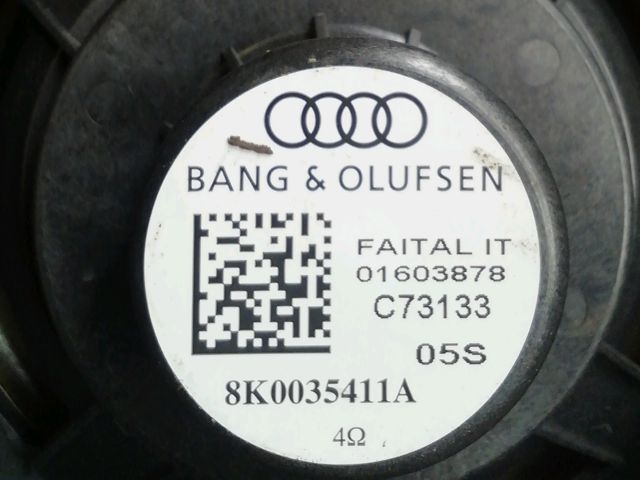 BANG & OLUFSEN
FAITAL IT
01603878
C73133
05S
8K0035411A
4Ω